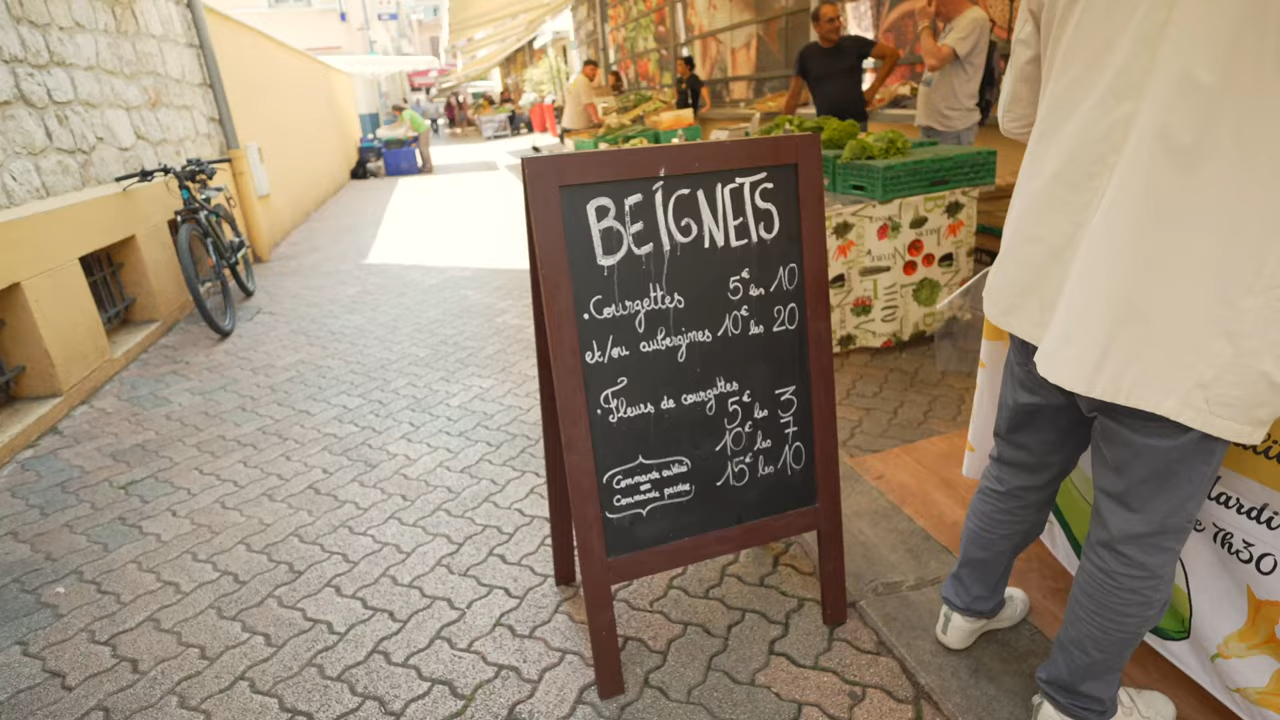 BEIGNETS
. Courgettes 5€ les 10
et/ou aubergines 10€ les 20
. Fleurs de courgettes
5€ les 3
10€ les 7
15€ les 10
Commande oubliée
=
Commande perdue
7h30